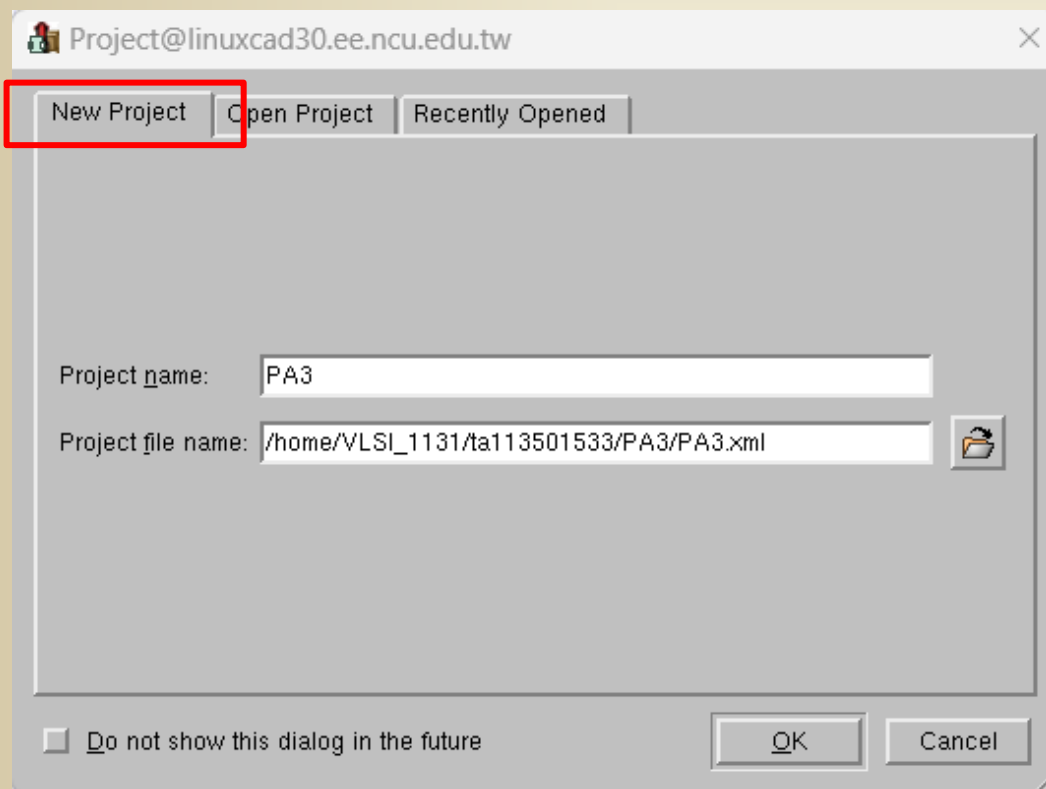 Project@linuxcad30.ee.ncu.edu.tw
New Project Open Project Recently Opened
Project name: PA3
Project file name: /home/VLSI_1131/ta113501533/PA3/PA3.xml
Do not show this dialog in the future OK Cancel